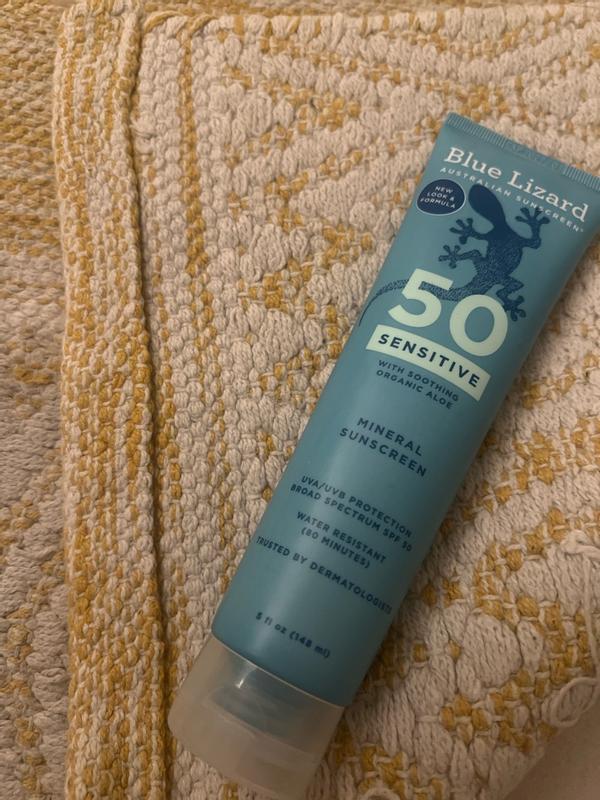 Blue Lizard
AUSTRALIAN SUNSCREEN
NEW
LOOK &
FORMULA
50
SENSITIVE
WITH SOOTHING
ORGANIC ALOE
MINERAL
SUNSCREEN
UVA/UVB PROTECTION
BROAD SPECTRUM SPF 50
WATER RESISTANT
(80 MINUTES)
TRUSTED BY DERMATOLOGISTS
5 fl oz (148 ml)